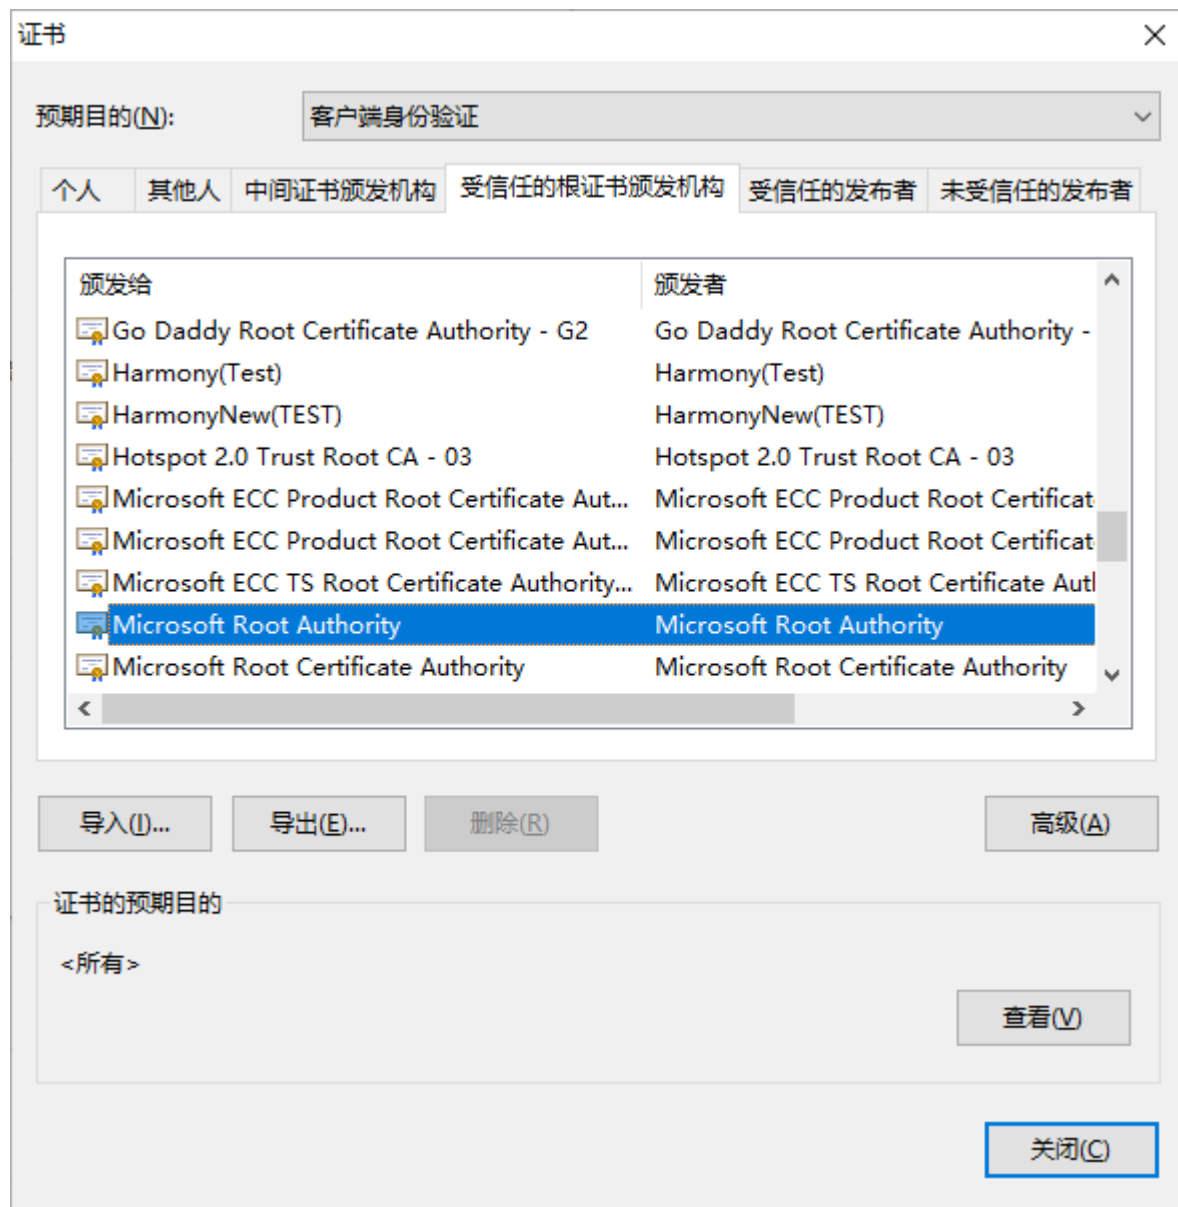 证书
预期目的(N): 客户端身份验证
个人 其他人 中间证书颁发机构 受信任的根证书颁发机构 受信任的发布者 未受信任的发布者
颁发给 颁发者
Go Daddy Root Certificate Authority - G2 Go Daddy Root Certificate Authority -
Harmony(Test) Harmony(Test)
HarmonyNew(TEST) HarmonyNew(TEST)
Hotspot 2.0 Trust Root CA - 03 Hotspot 2.0 Trust Root CA - 03
Microsoft ECC Product Root Certificate Aut... Microsoft ECC Product Root Certificat
Microsoft ECC Product Root Certificate Aut... Microsoft ECC Product Root Certificat
Microsoft ECC TS Root Certificate Authority... Microsoft ECC TS Root Certificate Aut
Microsoft Root Authority Microsoft Root Authority
Microsoft Root Certificate Authority Microsoft Root Certificate Authority
导入(I)... 导出(E)... 删除(R) 高级(A)
证书的预期目的
<所有>
查看(V)
关闭(C)